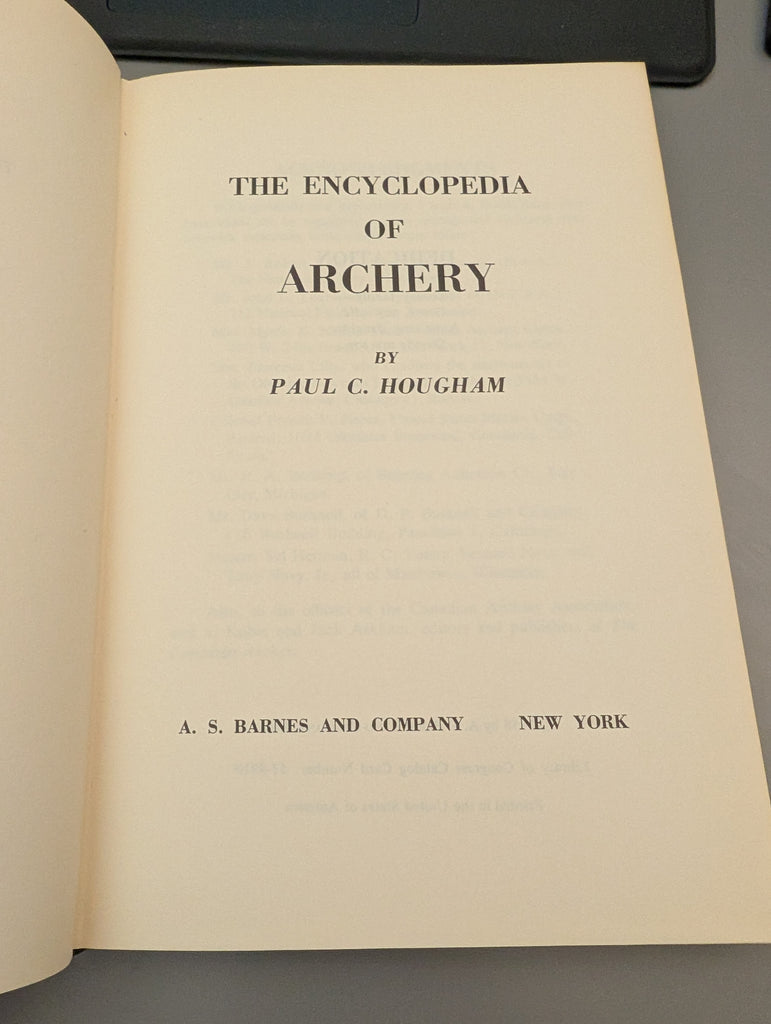 THE ENCYCLOPEDIA
OF
ARCHERY
BY
PAUL C. HOUGHAM
A. S. BARNES AND COMPANY NEW YORK